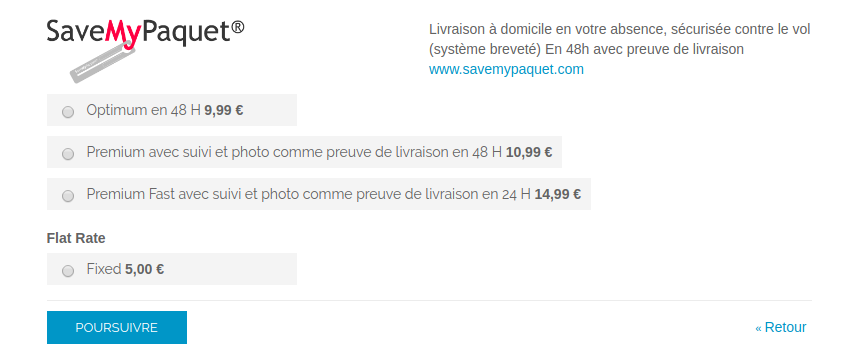 SaveMyPaquet®
Livraison à domicile en votre absence, sécurisée contre le vol
(système breveté) En 48h avec preuve de livraison
www.savemypaquet.com
Optimum en 48 H 9,99 €
Premium avec suivi et photo comme preuve de livraison en 48 H 10,99 €
Premium Fast avec suivi et photo comme preuve de livraison en 24 H 14,99 €
Flat Rate
Fixed 5,00 €
POURSUIVRE
« Retour